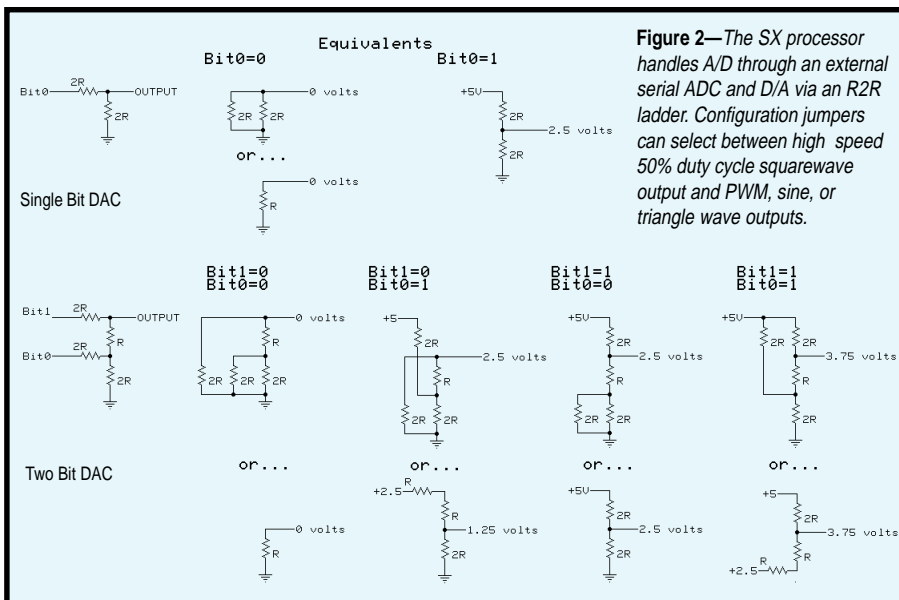 Equivalents
Bit0=0
Bit0=1
Bit0
2R
OUTPUT
2R
0 volts
2R
2R
or...
0 volts
R
+5V
2R
2.5 volts
2R
Single Bit DAC
Figure 2—The SX processor
handles A/D through an external
serial ADC and D/A via an R2R
ladder. Configuration jumpers
can select between high speed
50% duty cycle squarewave
output and PWM, sine, or
triangle wave outputs.
Bit1=0
Bit0=0
Bit1=0
Bit0=1
Bit1=1
Bit0=0
Bit1=1
Bit0=1
Bit1
2R
OUTPUT
R
Bit0
2R
2R
0 volts
R
2R
2R
2R
+5
2R
2.5 volts
R
2R
2R
+5V
2R
2.5 volts
R
2R
2R
+5V
2R
3.75 volts
R
2R
2R
Two Bit DAC
or...
or...
or...
or...
0 volts
R
R
+2.5
R
1.25 volts
2R
+5V
2R
2.5 volts
2R
+5
2R
3.75 volts
R
R
+2.5